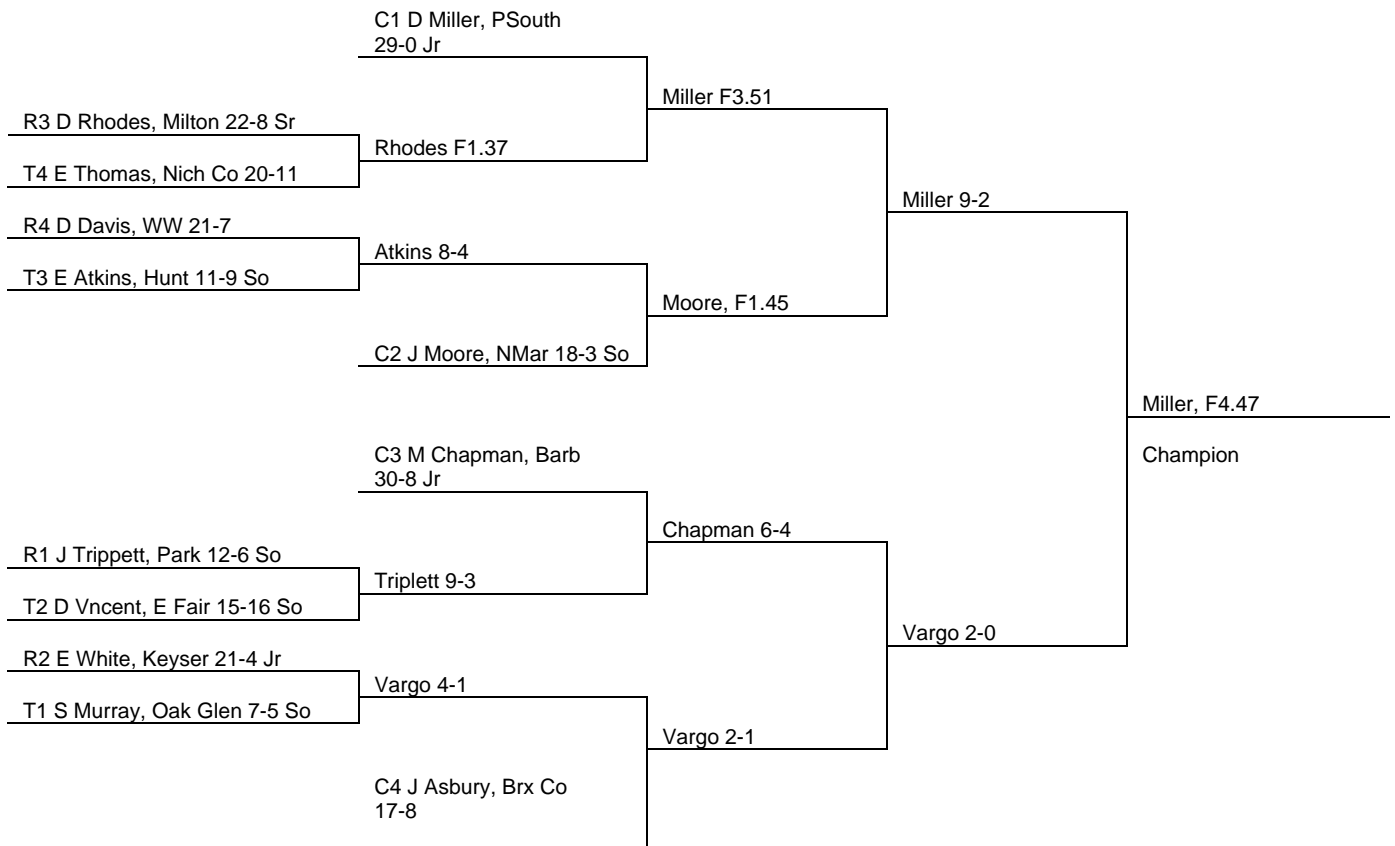 C1 D Miller, PSouth
29-0 Jr
Miller F3.51
R3 D Rhodes, Milton 22-8 Sr
Rhodes F1.37
T4 E Thomas, Nich Co 20-11
Miller 9-2
R4 D Davis, WW 21-7
Atkins 8-4
T3 E Atkins, Hunt 11-9 So
Moore, F1.45
C2 J Moore, NMar 18-3 So
Miller, F4.47
C3 M Chapman, Barb
30-8 Jr
Champion
Chapman 6-4
R1 J Trippett, Park 12-6 So
Triplett 9-3
T2 D Vncent, E Fair 15-16 So
Vargo 2-0
R2 E White, Keyser 21-4 Jr
Vargo 4-1
T1 S Murray, Oak Glen 7-5 So
Vargo 2-1
C4 J Asbury, Brx Co
17-8